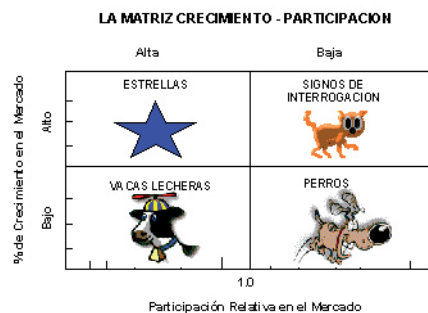 LA MATRIZ CRECIMIENTO - PARTICIPACION
Alta
Baja
% de Crecimiento en el Mercado
Alto
Bajo
ESTRELLAS
SIGNOS DE
INTERROGACION
VACAS LECHERAS
PERROS
1.0
Participación Relativa en el Mercado